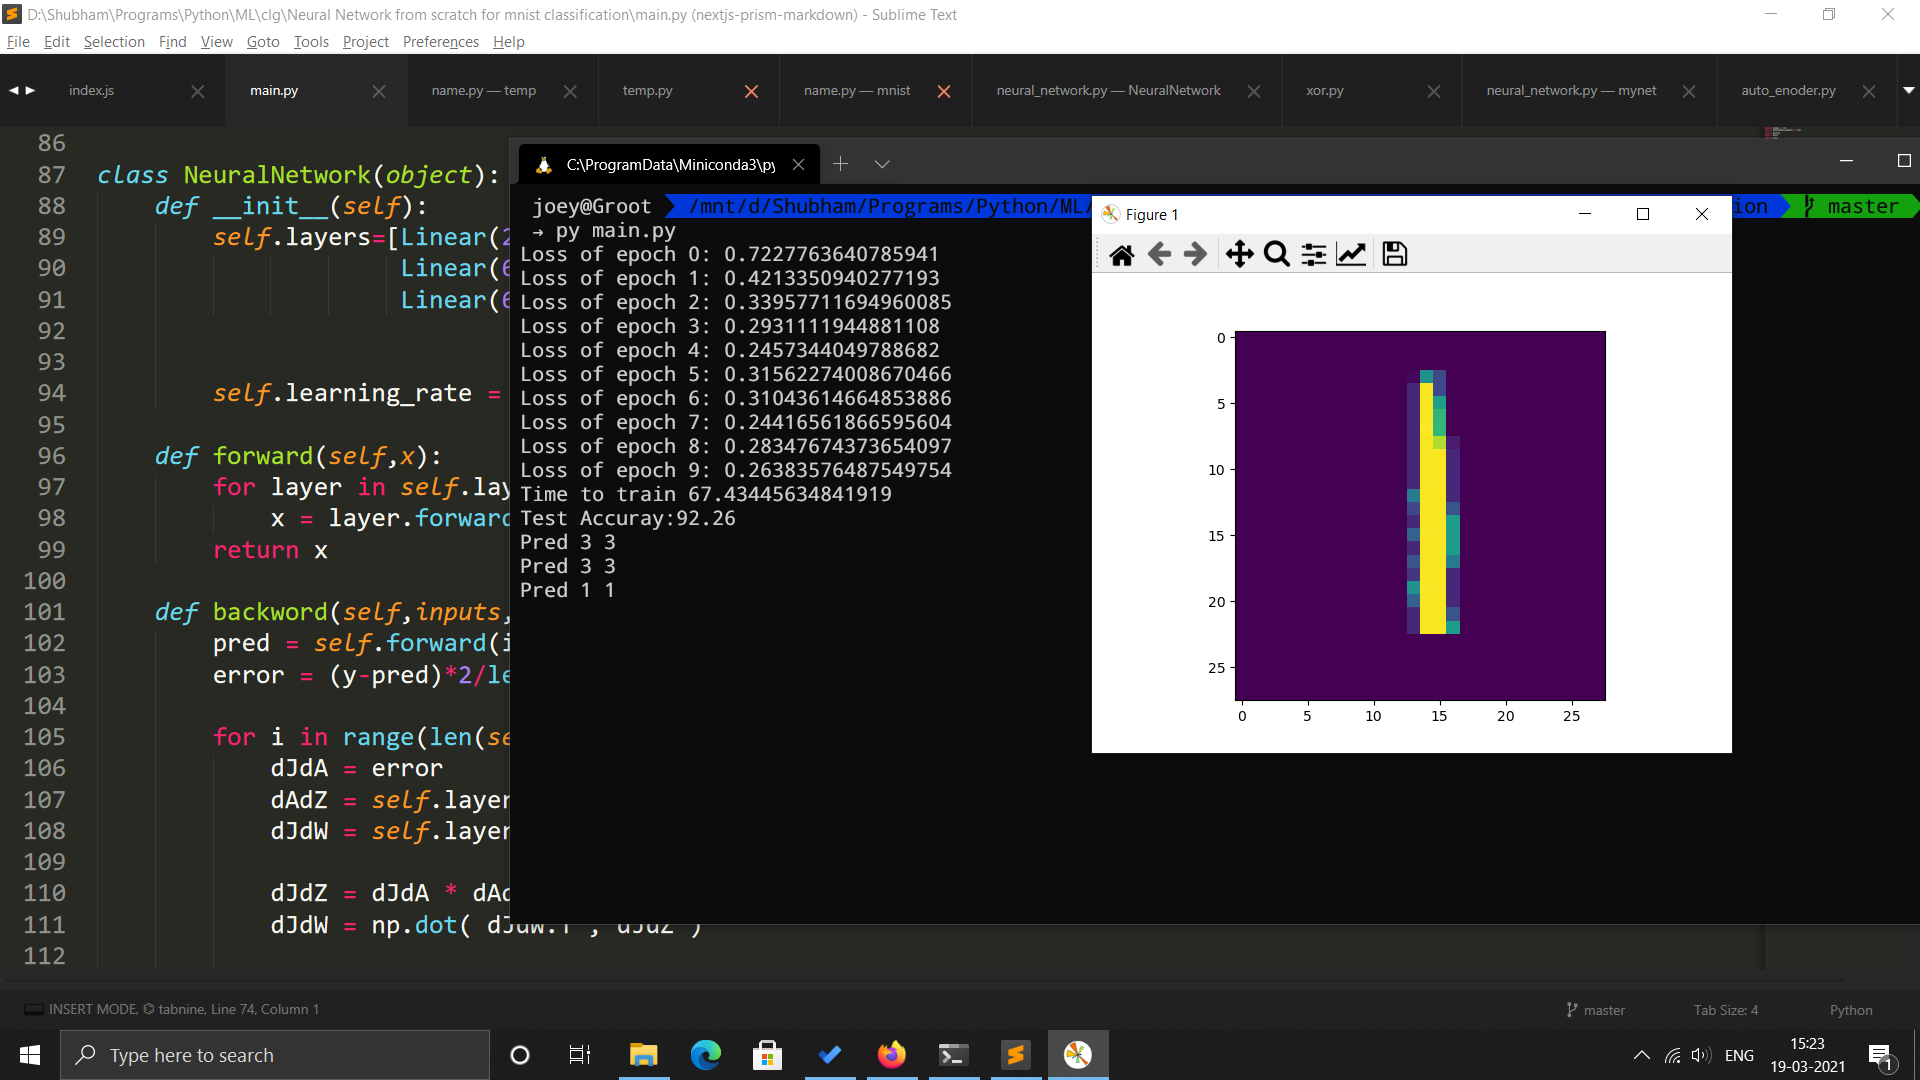 D:\Shubham\Programs\Python\ML\clg\Neural Network from scratch for mnist classification\main.py (nextjs-prism-markdown) - Sublime Text
File Edit Selection Find View Goto Tools Project Preferences Help
index.js main.py name.py — temp temp.py name.py — mnist neural_network.py — NeuralNetwork xor.py neural_network.py — mynet auto_enoder.py
86
87 class NeuralNetwork(object):
88 def __init__(self):
89 self.layers=[Linear(2
90 Linear(6
91 Linear(6
92
93
94 self.learning_rate =
95
96 def forward(self,x):
97 for layer in self.lay
98 x = layer.forward
99 return x
100
101 def backword(self,inputs,
102 pred = self.forward(i
103 error = (y-pred)*2/le
104
105 for i in range(len(se
106 dJdA = error
107 dAdZ = self.layer
108 dJdW = self.layer
109
110 dJdZ = dJdA * dAd
111 dJdW = np.dot( dJdW.T , dJdZ )
112
C:\ProgramData\Miniconda3\py
joey@Groot /mnt/d/Shubham/Programs/Python/ML/ ion master
→ py main.py
Loss of epoch 0: 0.7227763640785941
Loss of epoch 1: 0.4213350940277193
Loss of epoch 2: 0.33957711694960085
Loss of epoch 3: 0.2931111944881108
Loss of epoch 4: 0.2457344049788682
Loss of epoch 5: 0.31562274008670466
Loss of epoch 6: 0.31043614664853886
Loss of epoch 7: 0.24416561866595604
Loss of epoch 8: 0.28347674373654097
Loss of epoch 9: 0.26383576487549754
Time to train 67.43445634841919
Test Accuray:92.26
Pred 3 3
Pred 3 3
Pred 1 1
Figure 1
0
5
10
15
20
25
0 5 10 15 20 25
INSERT MODE, tabnine, Line 74, Column 1 master Tab Size: 4 Python
Type here to search
ENG
15:23
19-03-2021
1